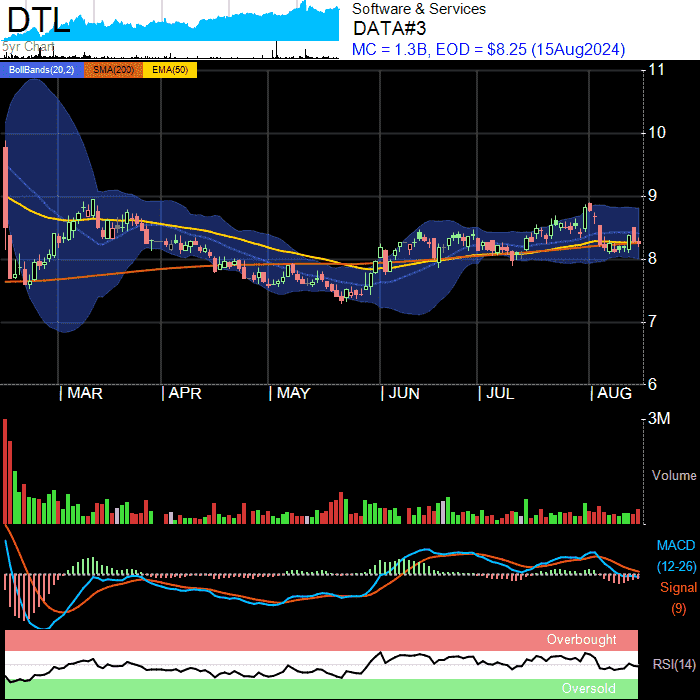 DTL
5yr Chart
Software & Services
DATA#3
MC = 1.3B, EOD = $8.25 (15Aug2024)
BollBands(20,2) SMA(200) EMA(50)
11
10
9
8
7
6
MAR APR MAY JUN JUL AUG
3M
Volume
MACD
(12-26)
Signal
(9)
Overbought
RSI(14)
Oversold